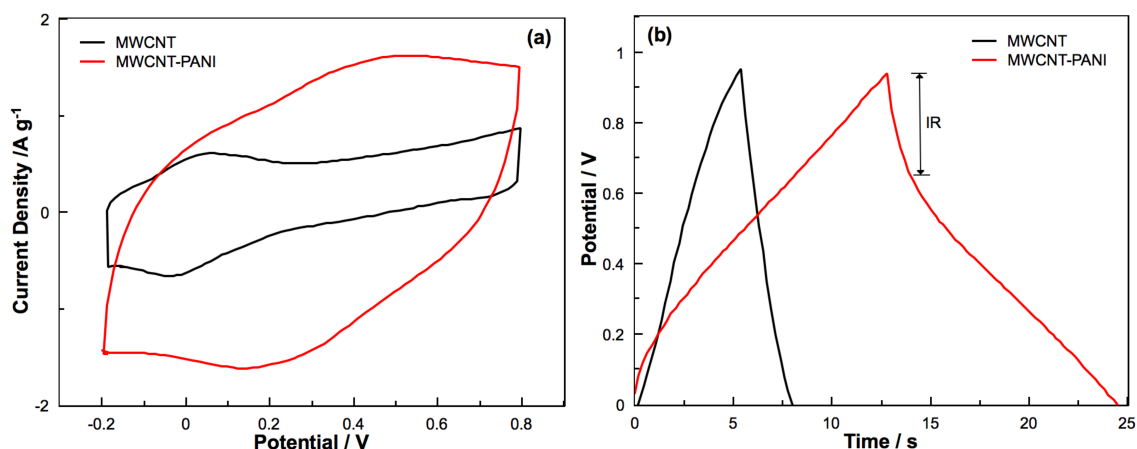 (a)
MWCNT
MWCNT-PANI
Current Density /A g⁻¹
2
1
0
-2
-0.2 0 0.2 0.4 0.6 0.8
Potential / V
(b)
MWCNT
MWCNT-PANI
IR
Potential / V
1
0.8
0.6
0.4
0.2
0
0 5 10 15 20 25
Time / s